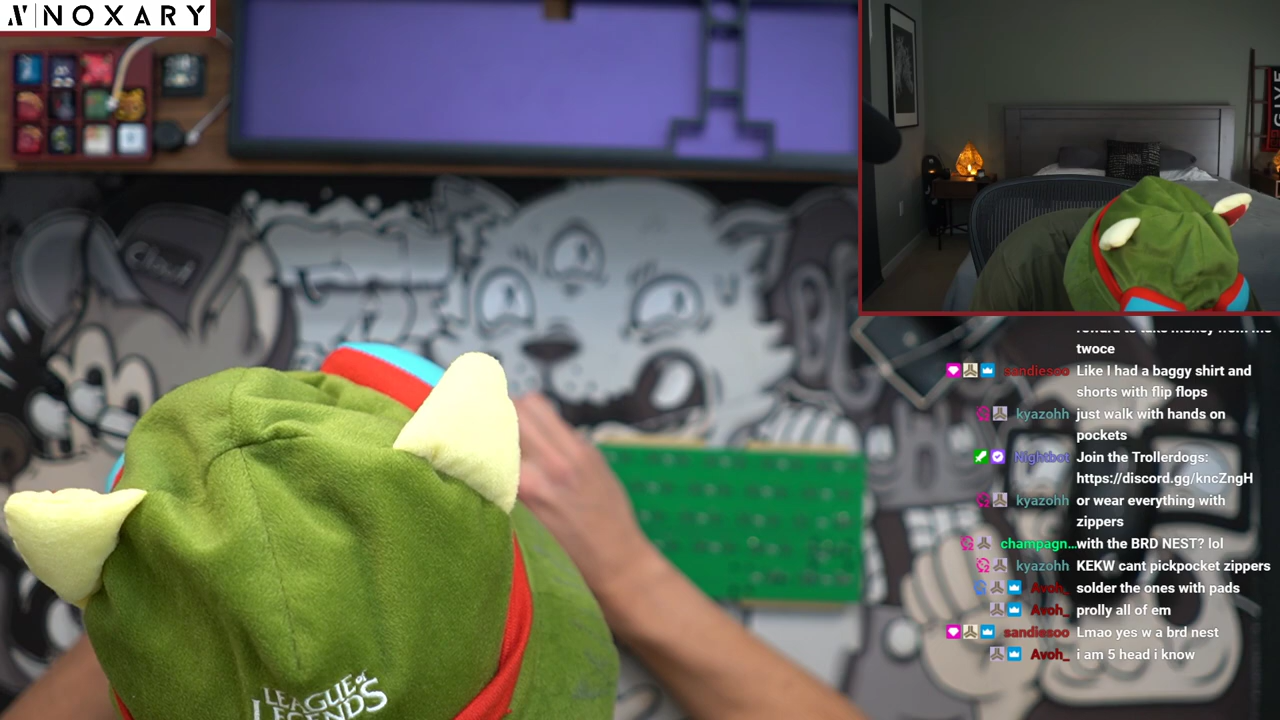 NOXARY
twoce
sandiesoo Like I had a baggy shirt and
shorts with flip flops
kyazohh just walk with hands on
pockets
Nightbot Join the Trollerdogs:
https://discord.gg/kncZngH
kyazohh or wear everything with
zippers
champagn... with the BRD NEST? lol
kyazohh KEKW cant pickpocket zippers
Avoh_ solder the ones with pads
Avoh_ prolly all of em
sandiesoo Lmao yes w a brd nest
Avoh_ i am 5 head i know
LEAGUE of
LEGENDS